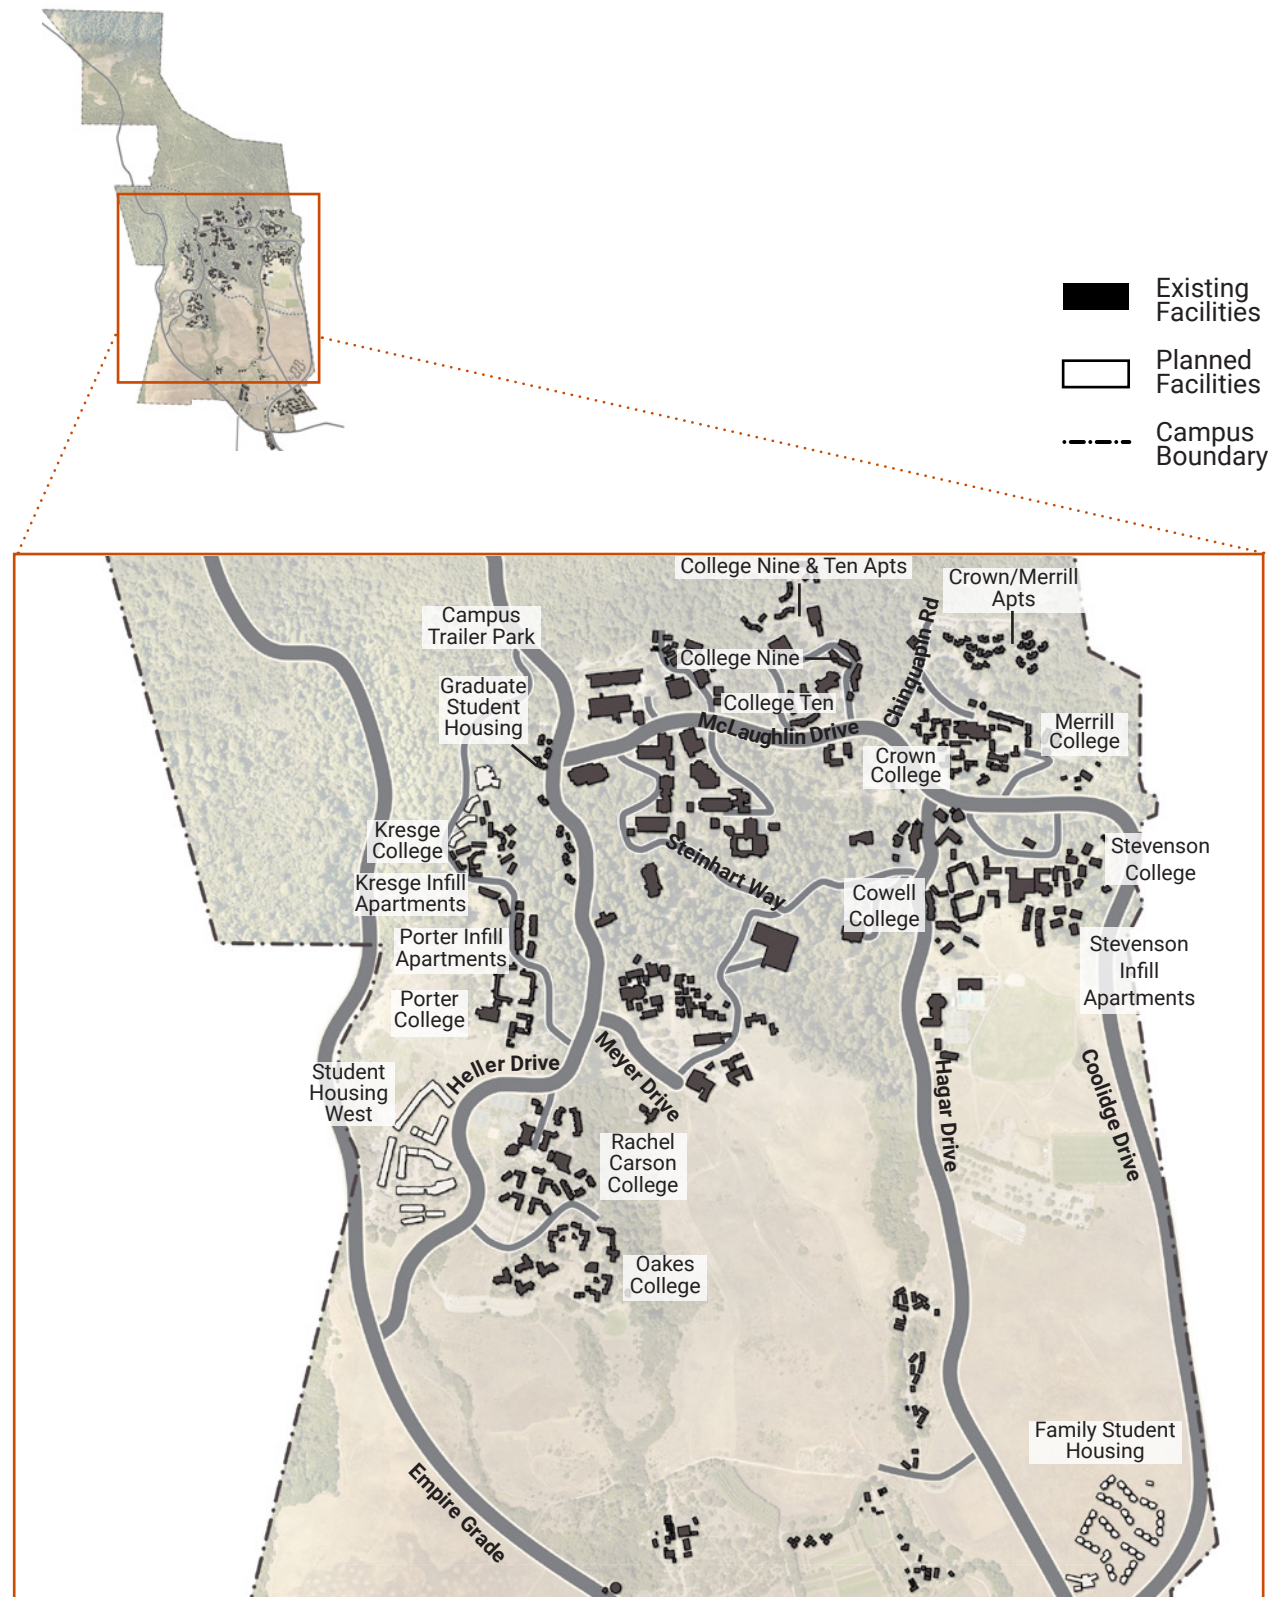 Existing
Facilities
Planned
Facilities
Campus
Boundary
College Nine & Ten Apts
Crown/Merrill
Apts
Campus
Trailer Park
Chinquapin Rd
College Nine
Graduate
Student
Housing
College Ten
McLaughlin Drive
Merrill
College
Crown
College
Kresge
College
Steinhart Way
Stevenson
College
Kresge Infill
Apartments
Cowell
College
Porter Infill
Apartments
Stevenson
Infill
Apartments
Porter
College
Heller Drive
Meyer Drive
Student
Housing
West
Hagar Drive
Coolidge Drive
Rachel
Carson
College
Oakes
College
Family Student
Housing
Empire Grade